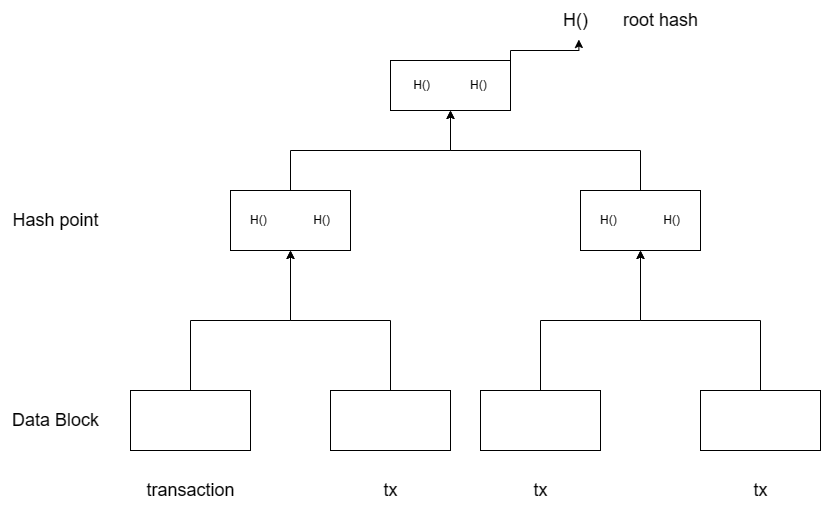 H() root hash
H() H()
Hash point
H() H()
H() H()
Data Block
transaction
tx
tx
tx